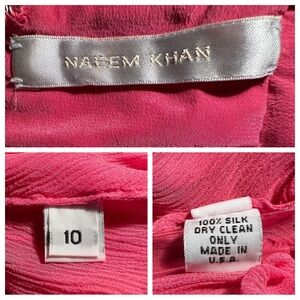 NAEEM KHAN
10
100% SILK
DRY CLEAN
ONLY
MADE IN
U.S.A.